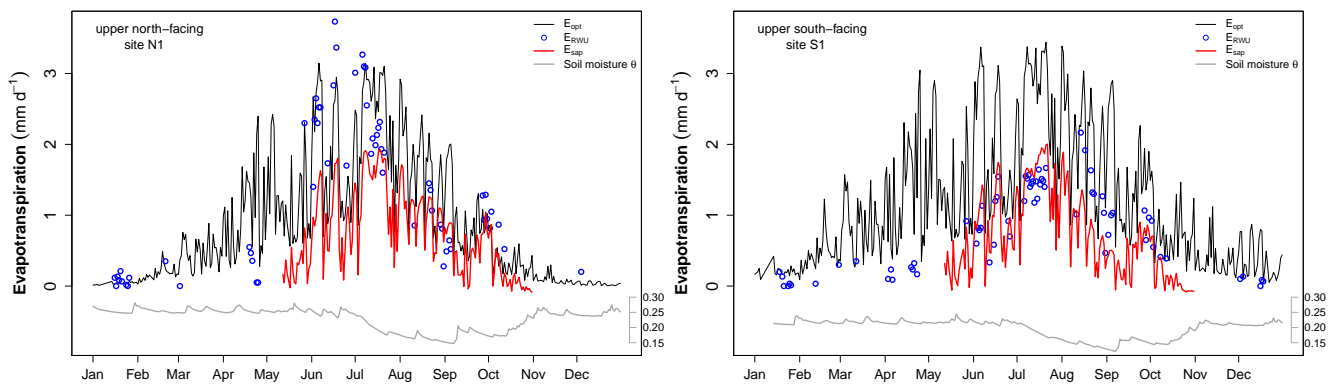 upper north−facing
site N1
E_opt
E_RWU
E_sap
Soil moisture θ
Evapotranspiration (mm d⁻¹)
3
2
1
0
0.30
0.25
0.20
0.15
Jan Feb Mar Apr May Jun Jul Aug Sep Oct Nov Dec
upper south−facing
site S1
E_opt
E_RWU
E_sap
Soil moisture θ
Evapotranspiration (mm d⁻¹)
3
2
1
0
0.30
0.25
0.20
0.15
Jan Feb Mar Apr May Jun Jul Aug Sep Oct Nov Dec